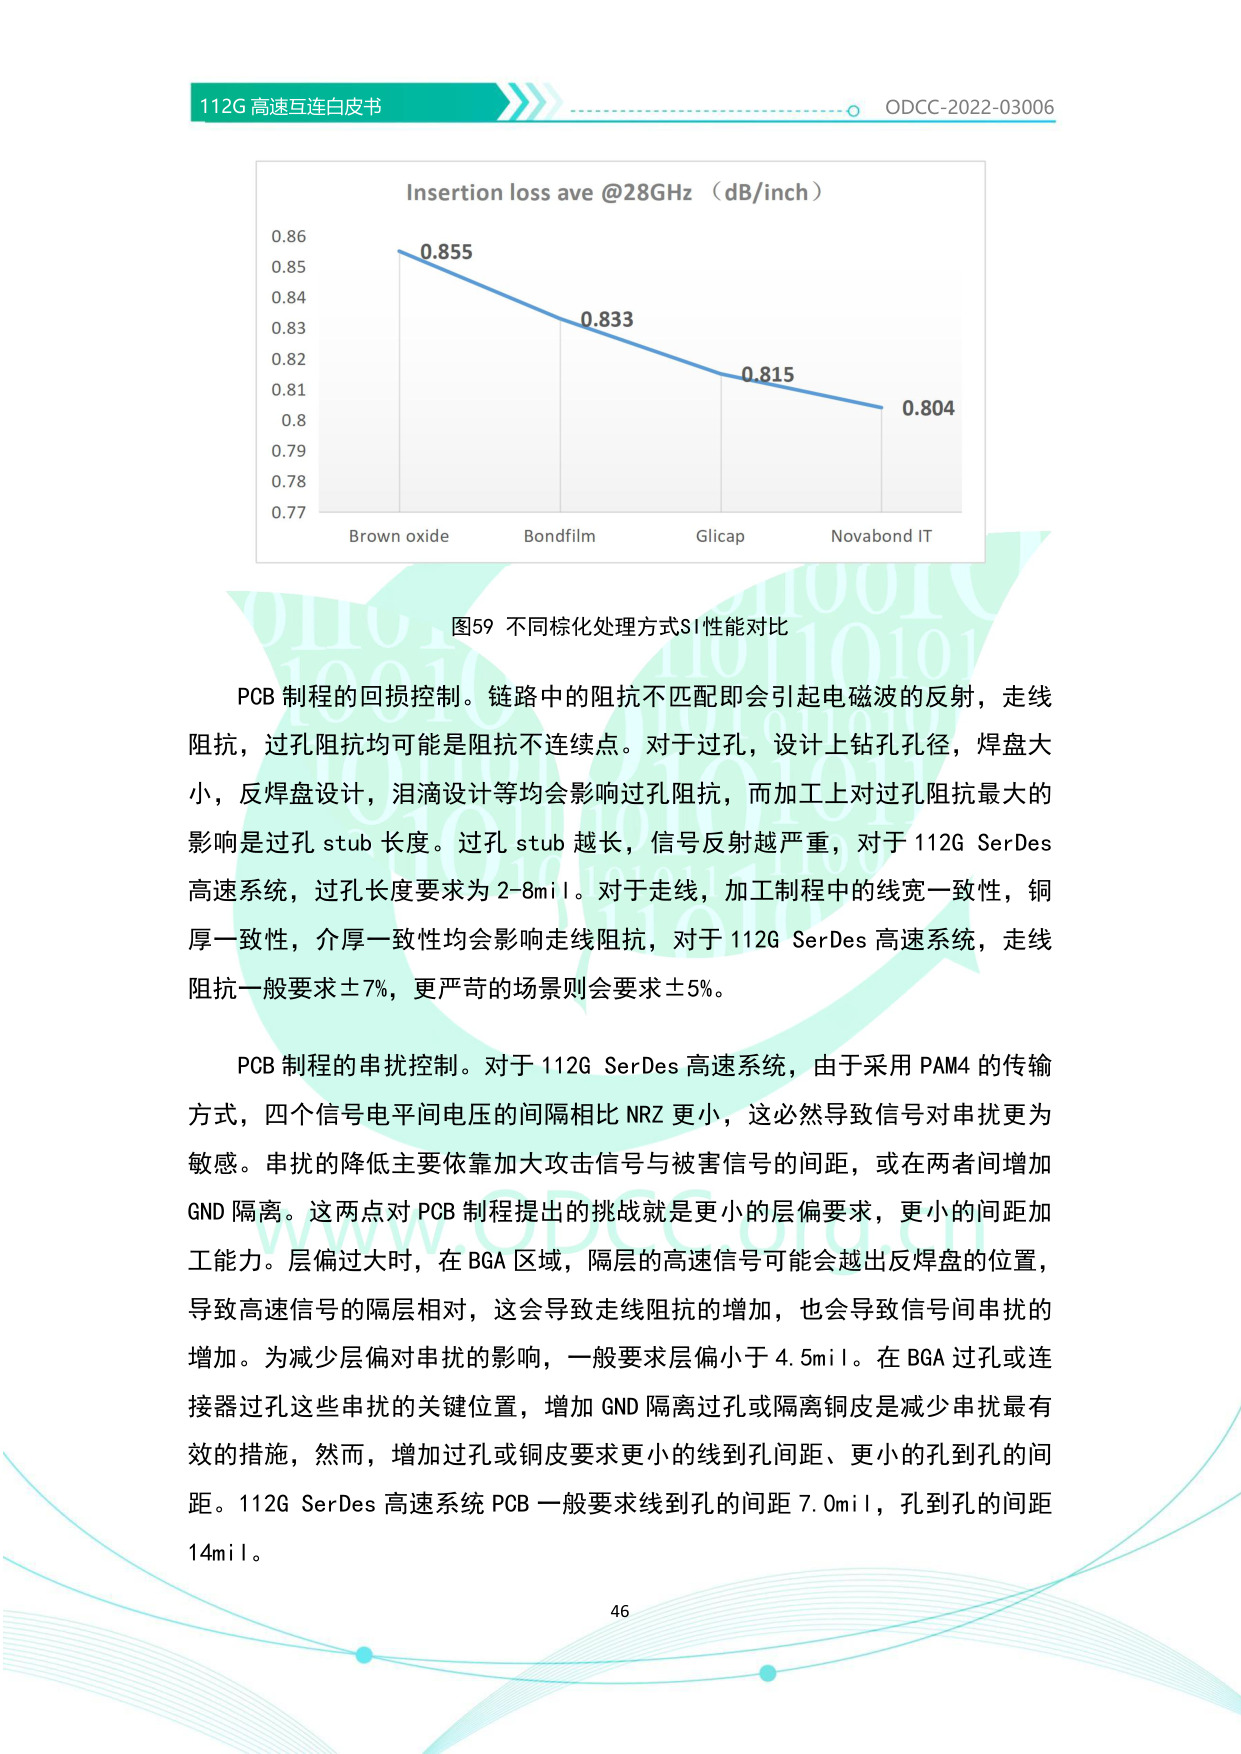 112G 高速互连白皮书
ODCC-2022-03006
Insertion loss ave @28GHz （dB/inch）
0.86
0.85
0.84
0.83
0.82
0.81
0.8
0.79
0.78
0.77
0.855
0.833
0.815
0.804
Brown oxide
Bondfilm
Glicap
Novabond IT
图59 不同棕化处理方式SI性能对比
PCB 制程的回损控制。链路中的阻抗不匹配即会引起电磁波的反射，走线
阻抗，过孔阻抗均可能是阻抗不连续点。对于过孔，设计上钻孔孔径，焊盘大
小，反焊盘设计，泪滴设计等均会影响过孔阻抗，而加工上对过孔阻抗最大的
影响是过孔 stub 长度。过孔 stub 越长，信号反射越严重，对于 112G SerDes
高速系统，过孔长度要求为 2-8mil。对于走线，加工制程中的线宽一致性，铜
厚一致性，介厚一致性均会影响走线阻抗，对于 112G SerDes 高速系统，走线
阻抗一般要求±7%，更严苛的场景则会要求±5%。
PCB 制程的串扰控制。对于 112G SerDes 高速系统，由于采用 PAM4 的传输
方式，四个信号电平间电压的间隔相比 NRZ 更小，这必然导致信号对串扰更为
敏感。串扰的降低主要依靠加大攻击信号与被害信号的间距，或在两者间增加
GND 隔离。这两点对 PCB 制程提出的挑战就是更小的层偏要求，更小的间距加
工能力。层偏过大时，在 BGA 区域，隔层的高速信号可能会越出反焊盘的位置，
导致高速信号的隔层相对，这会导致走线阻抗的增加，也会导致信号间串扰的
增加。为减少层偏对串扰的影响，一般要求层偏小于 4.5mil。在 BGA 过孔或连
接器过孔这些串扰的关键位置，增加 GND 隔离过孔或隔离铜皮是减少串扰最有
效的措施，然而，增加过孔或铜皮要求更小的线到孔间距、更小的孔到孔的间
距。112G SerDes 高速系统 PCB 一般要求线到孔的间距 7.0mil，孔到孔的间距
14mil。
www.ODCC.org.cn
46